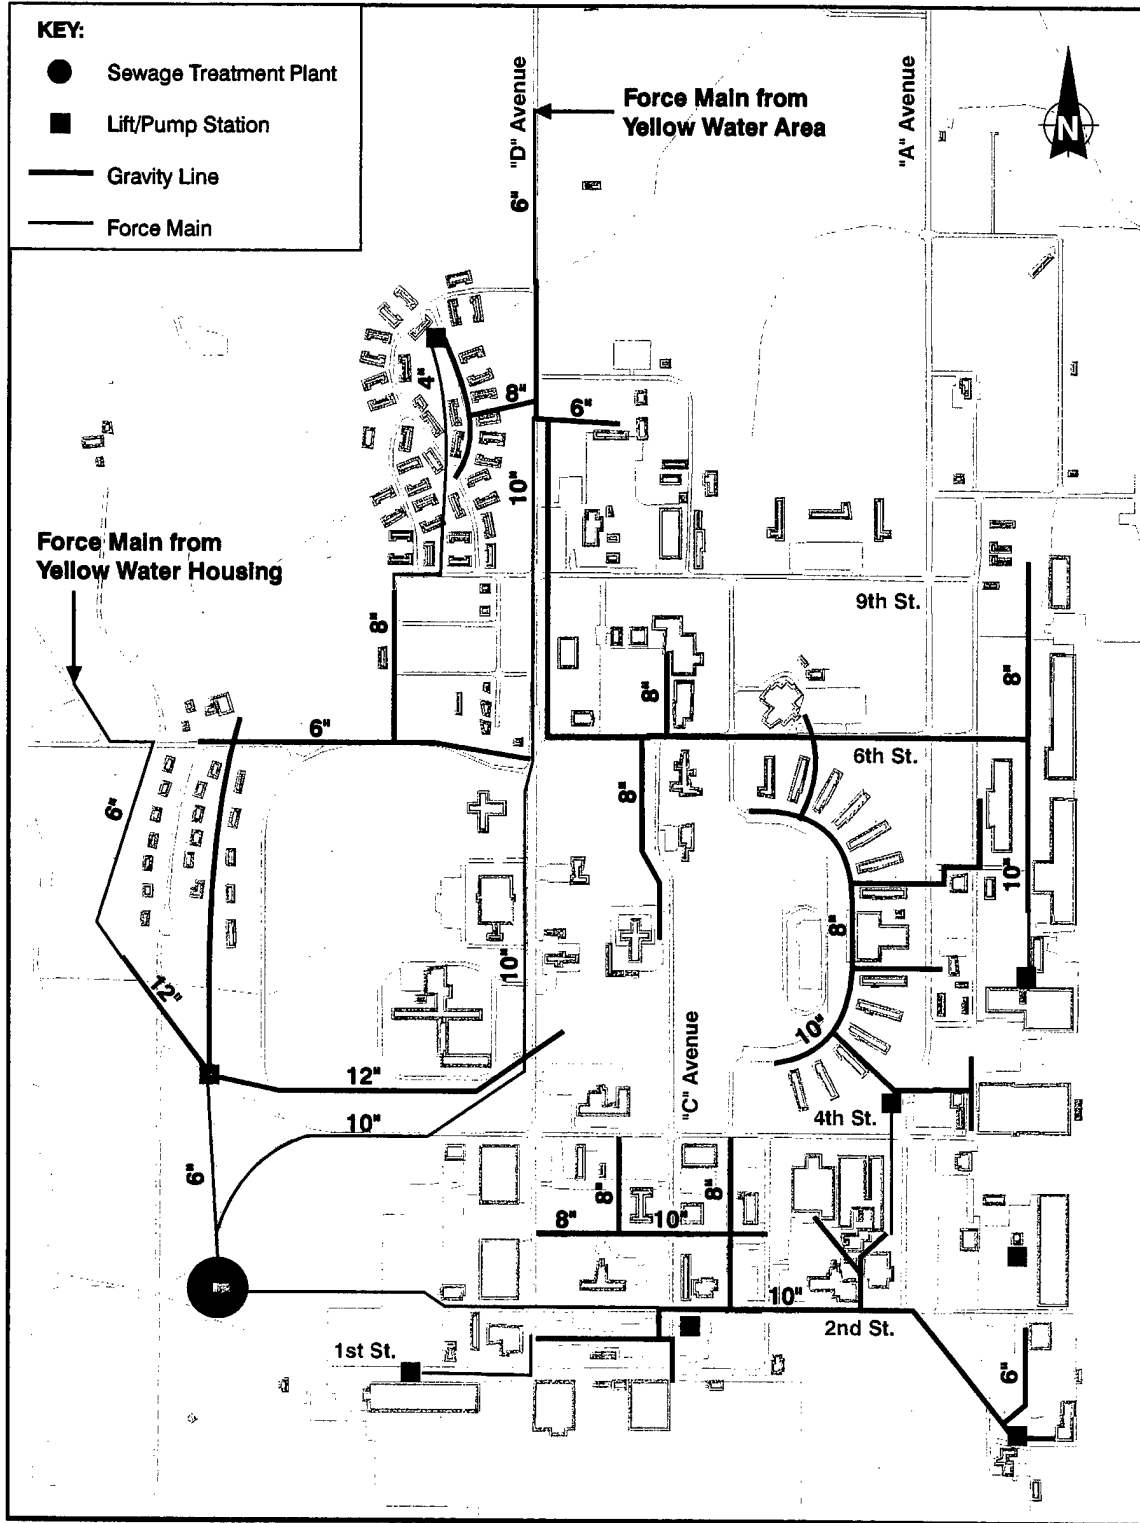 KEY:
Sewage Treatment Plant
Lift/Pump Station
Gravity Line
Force Main
"D" Avenue
Force Main from
Yellow Water Area
"A" Avenue
N
6"
4"
8"
6"
10"
Force Main from
Yellow Water Housing
9th St.
8"
8"
8"
6"
6th St.
8"
6"
10"
8"
10"
12"
10"
"C" Avenue
12"
4th St.
10"
6"
8"
8"
8"
10"
10"
2nd St.
1st St.
6"